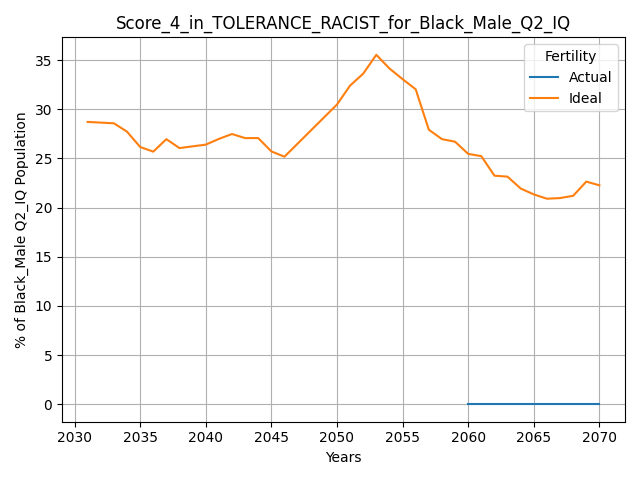 Score_4_in_TOLERANCE_RACIST_for_Black_Male_Q2_IQ
Fertility
Actual
Ideal
% of Black_Male Q2_IQ Population
35
30
25
20
15
10
5
0
2030 2035 2040 2045 2050 2055 2060 2065 2070
Years